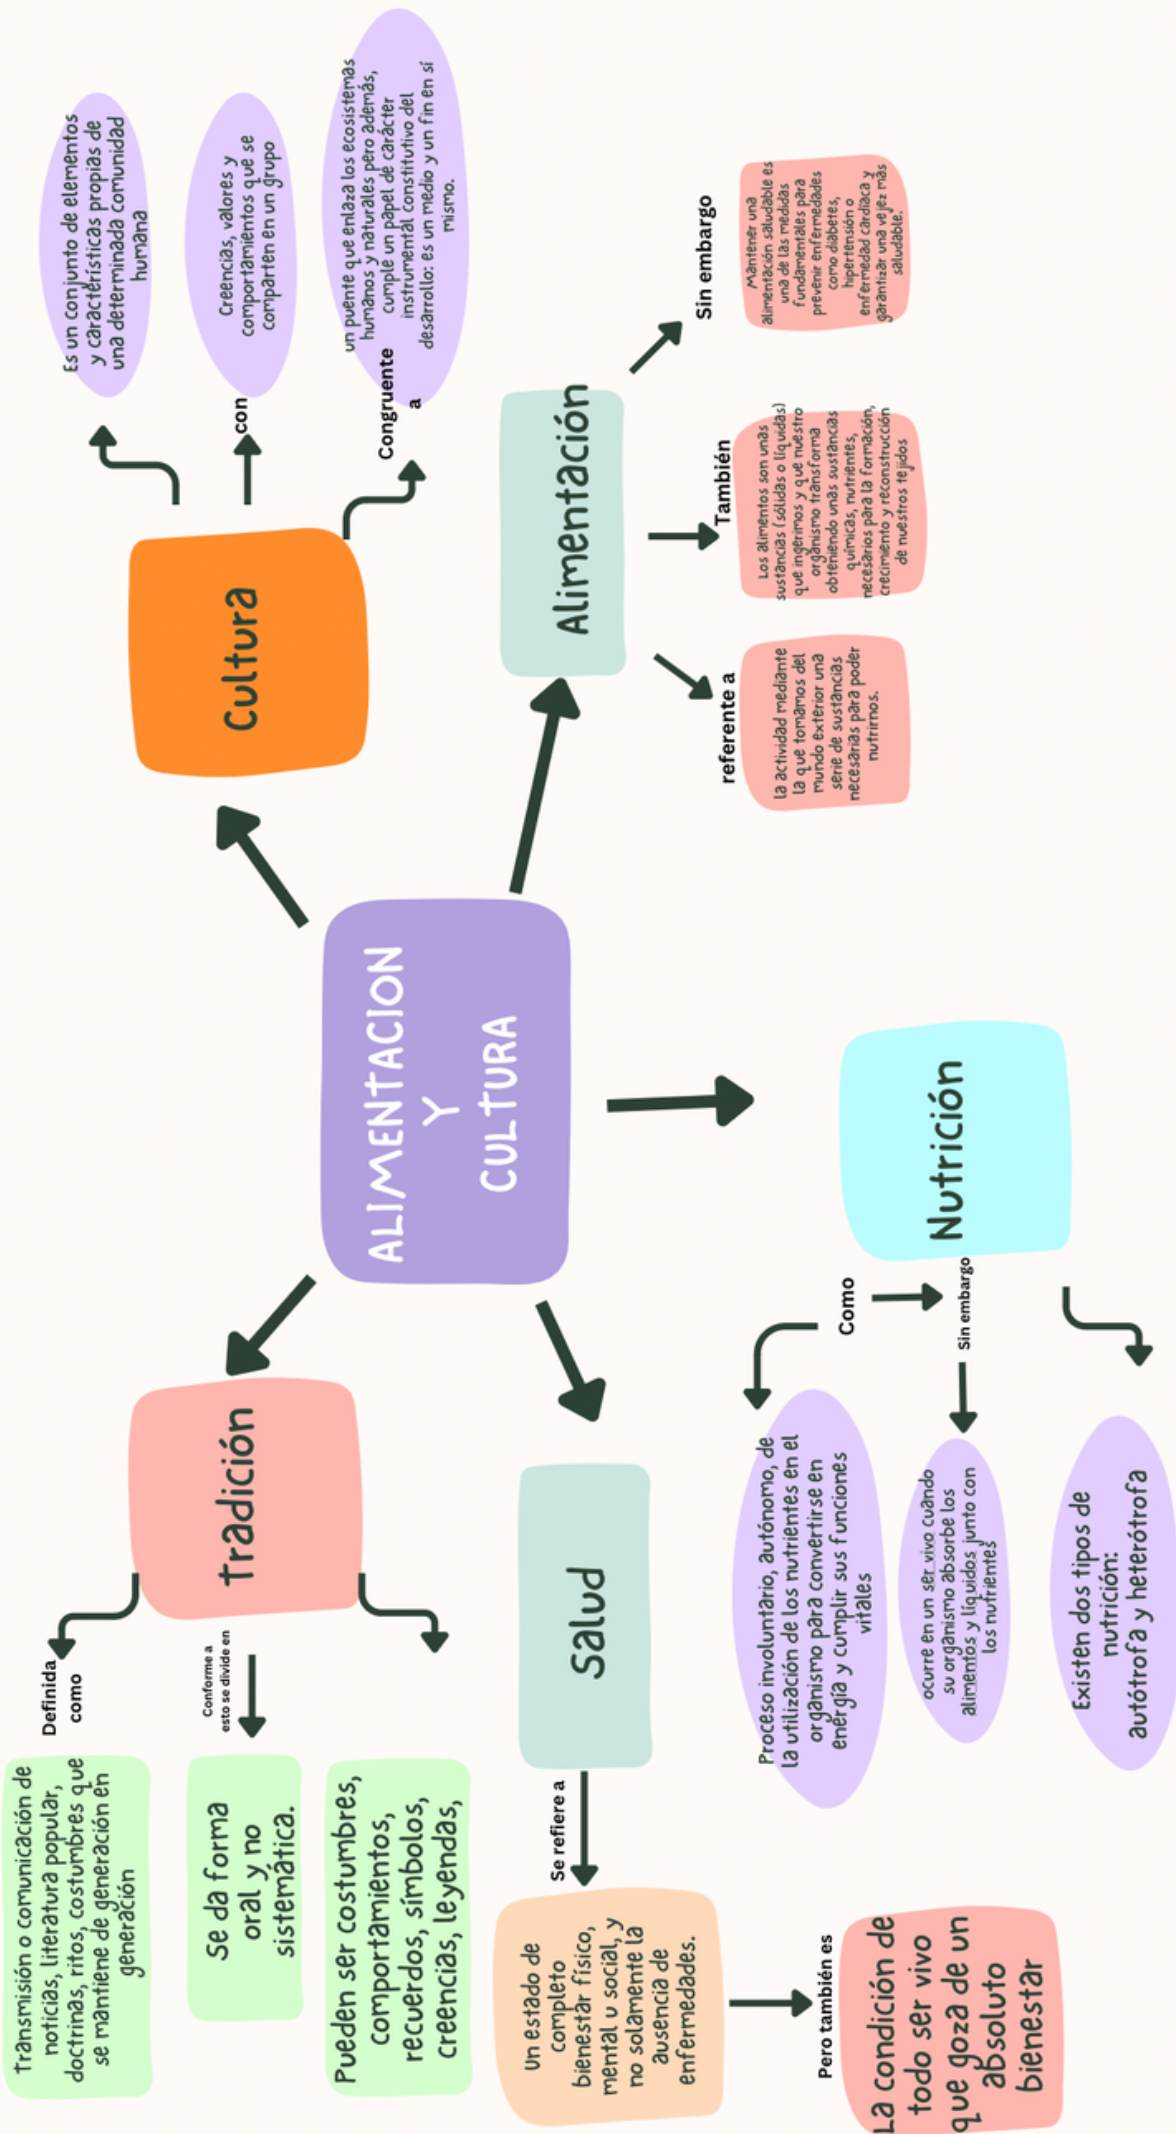 ALIMENTACION
Y
CULTURA
tradición
Definida
como
transmisión o comunicación de
noticias, literatura popular,
doctrinas, ritos, costumbres que
se mantiene de generación en
generación
Conforme a
esto se divide en
Se da forma
oral y no
sistemática.
Pueden ser costumbres,
comportamientos,
recuerdos, símbolos,
creencias, leyendas,
Cultura
Es un conjunto de elementos
y características propias de
una determinada comunidad
humana
con
Creencias, valores y
comportamientos que se
comparten en un grupo
Congruente
a
un puente que enlaza los ecosistemas
humanos y naturales pero además,
cumple un papel de carácter
instrumental constitutivo del
desarrollo: es un medio y un fin en sí
mismo.
Salud
Se refiere a
Un estado de
completo
bienestar físico,
mental u social, y
no solamente la
ausencia de
enfermedades.
Pero también es
La condición de
todo ser vivo
que goza de un
absoluto
bienestar
Alimentación
referente a
la actividad mediante
la que tomamos del
mundo exterior una
serie de sustancias
necesarias para poder
nutrirnos.
También
Los alimentos son unas
sustancias (sólidas o líquidas)
que ingerimos y que nuestro
organismo transforma
obteniendo unas sustancias
químicas, nutrientes,
necesarios para la formación,
crecimiento y reconstrucción
de nuestros tejidos
Sin embargo
Mantener una
alimentación saludable es
una de las medidas
fundamentales para
prevenir enfermedades
como diabetes,
hipertensión o
enfermedad cardíaca y
garantizar una vejez más
saludable.
Nutrición
Como
Proceso involuntario, autónomo, de
la utilización de los nutrientes en el
organismo para convertirse en
energía y cumplir sus funciones
vitales
Sin embargo
ocurre en un ser vivo cuando
su organismo absorbe los
alimentos y líquidos junto con
los nutrientes
Existen dos tipos de
nutrición:
autótrofa y heterótrofa